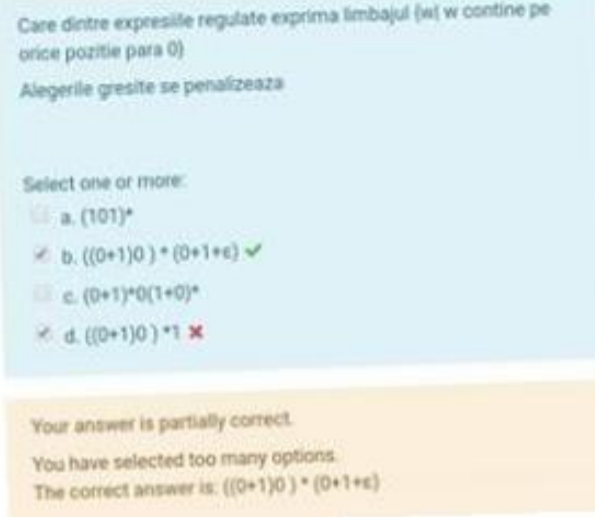 Care dintre expresiile regulate exprima limbajul {w| w contine pe
orice pozitie para 0}
Alegerile gresite se penalizeaza
Select one or more:
a. (101)*
b. ((0+1)0 ) * (0+1+ε) ✔
c. (0+1)*0(1+0)*
d. ((0+1)0 ) *1 ✖
Your answer is partially correct.
You have selected too many options.
The correct answer is: ((0+1)0 ) * (0+1+ε)